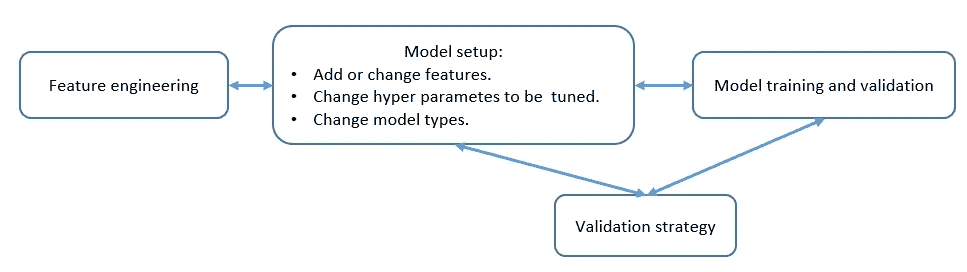 Feature engineering
Model setup:
• Add or change features.
• Change hyper parametes to be tuned.
• Change model types.
Model training and validation
Validation strategy